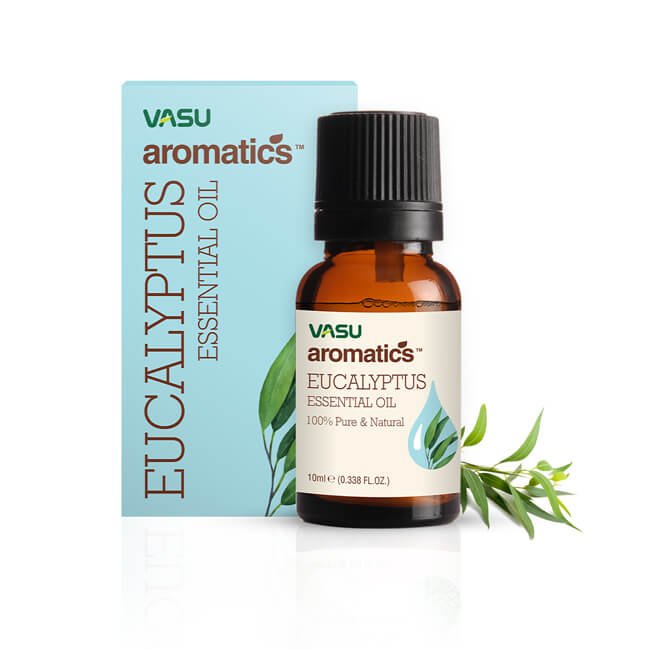 VASU
aromatics™
EUCALYPTUS
ESSENTIAL OIL
VASU
aromatics™
EUCALYPTUS
ESSENTIAL OIL
100% Pure & Natural
10ml ℮ (0.338 FL.OZ.)